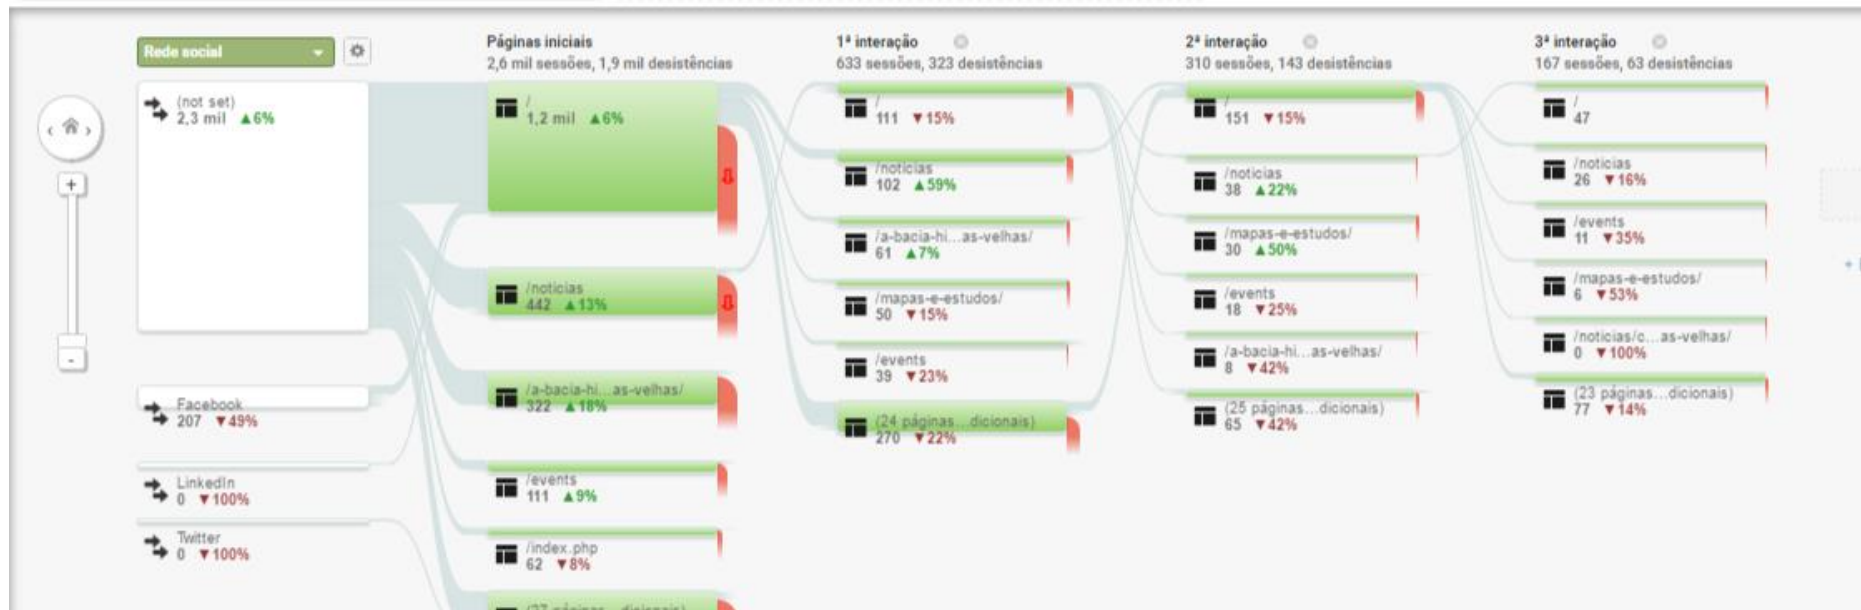 Rede social
(not set)
2,3 mil ▲6%
Facebook
207 ▼49%
LinkedIn
0 ▼100%
Twitter
0 ▼100%
+
-
Páginas iniciais
2,6 mil sessões, 1,9 mil desistências
/
1,2 mil ▲6%
/noticias
442 ▲13%
/a-bacia-hi...as-velhas/
322 ▲18%
/events
111 ▲9%
/index.php
62 ▼8%
1ª interação
633 sessões, 323 desistências
/
111 ▼15%
/noticias
102 ▲59%
/a-bacia-hi...as-velhas/
61 ▲7%
/mapas-e-estudos/
50 ▼15%
/events
39 ▼23%
(24 páginas...dicionais)
270 ▼22%
2ª interação
310 sessões, 143 desistências
/
151 ▼15%
/noticias
38 ▲22%
/mapas-e-estudos/
30 ▲50%
/events
18 ▼25%
/a-bacia-hi...as-velhas/
8 ▼42%
(25 páginas...dicionais)
65 ▼42%
3ª interação
167 sessões, 63 desistências
/
47
/noticias
26 ▼16%
/events
11 ▼35%
/mapas-e-estudos/
6 ▼53%
/noticias/c...as-velhas/
0 ▼100%
(23 páginas...dicionais)
77 ▼14%